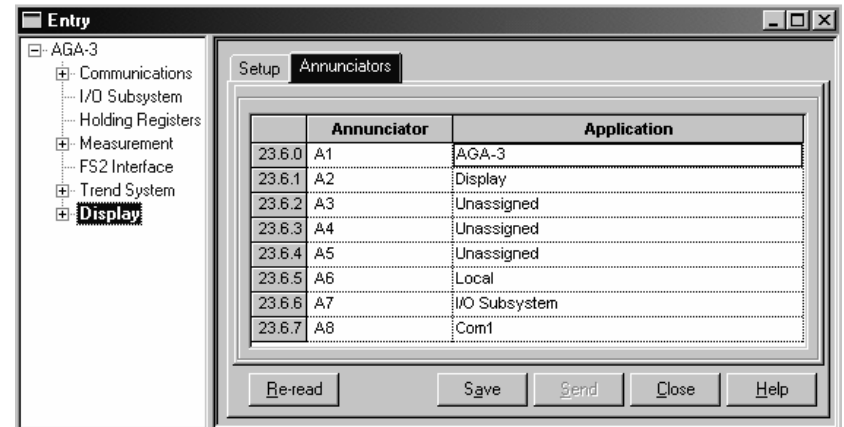 Entry
AGA-3
Communications
I/O Subsystem
Holding Registers
Measurement
FS2 Interface
Trend System
Display
Setup Annunciators
Annunciator Application
23.6.0 A1 AGA-3
23.6.1 A2 Display
23.6.2 A3 Unassigned
23.6.3 A4 Unassigned
23.6.4 A5 Unassigned
23.6.5 A6 Local
23.6.6 A7 I/O Subsystem
23.6.7 A8 Com1
Re-read Save Send Close Help